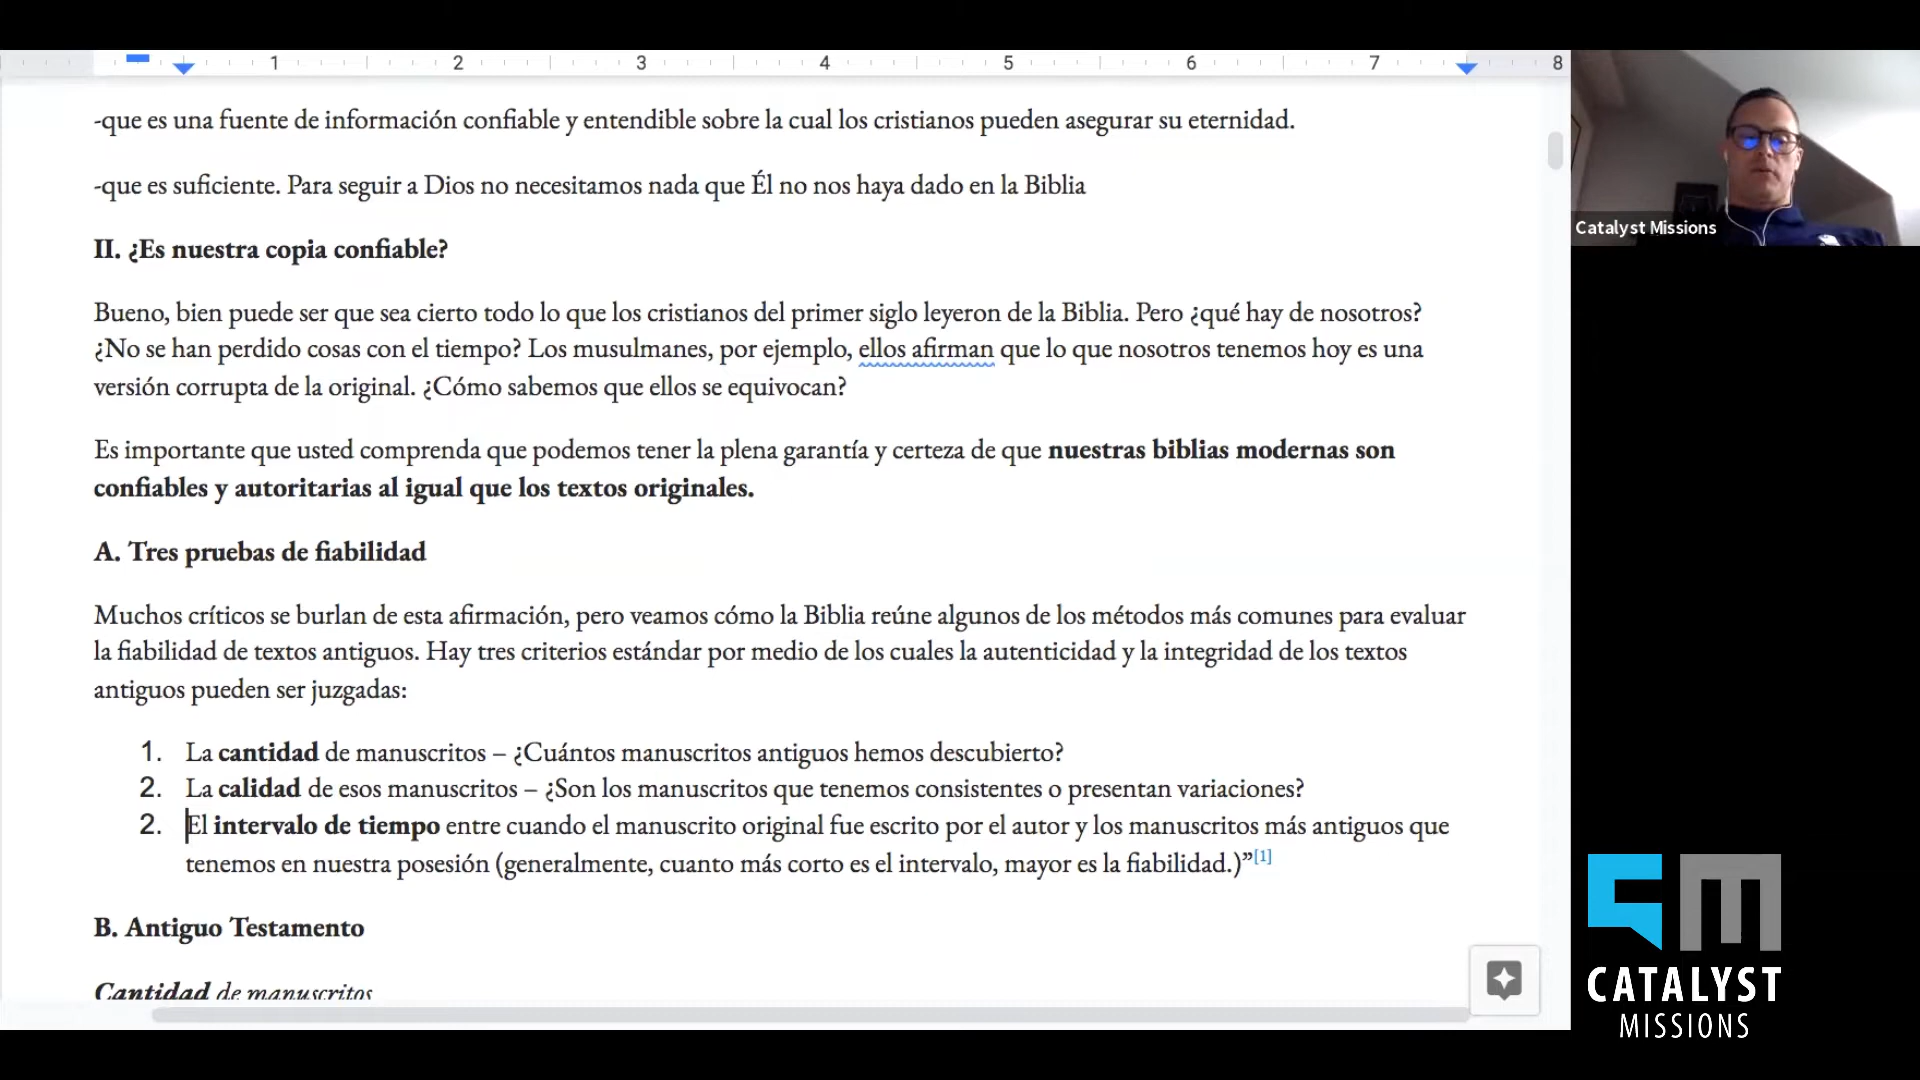 1 2 3 4 5 6 7 8
-que es una fuente de información confiable y entendible sobre la cual los cristianos pueden asegurar su eternidad.
-que es suficiente. Para seguir a Dios no necesitamos nada que Él no nos haya dado en la Biblia
II. ¿Es nuestra copia confiable?
Bueno, bien puede ser que sea cierto todo lo que los cristianos del primer siglo leyeron de la Biblia. Pero ¿qué hay de nosotros?
¿No se han perdido cosas con el tiempo? Los musulmanes, por ejemplo, ellos afirman que lo que nosotros tenemos hoy es una
versión corrupta de la original. ¿Cómo sabemos que ellos se equivocan?
Es importante que usted comprenda que podemos tener la plena garantía y certeza de que nuestras biblias modernas son
confiables y autoritarias al igual que los textos originales.
A. Tres pruebas de fiabilidad
Muchos críticos se burlan de esta afirmación, pero veamos cómo la Biblia reúne algunos de los métodos más comunes para evaluar
la fiabilidad de textos antiguos. Hay tres criterios estándar por medio de los cuales la autenticidad y la integridad de los textos
antiguos pueden ser juzgadas:
1. La cantidad de manuscritos – ¿Cuántos manuscritos antiguos hemos descubierto?
2. La calidad de esos manuscritos – ¿Son los manuscritos que tenemos consistentes o presentan variaciones?
2. El intervalo de tiempo entre cuando el manuscrito original fue escrito por el autor y los manuscritos más antiguos que
tenemos en nuestra posesión (generalmente, cuanto más corto es el intervalo, mayor es la fiabilidad.)”[1]
B. Antiguo Testamento
Cantidad de manuscritos
Catalyst Missions
CATALYST
MISSIONS